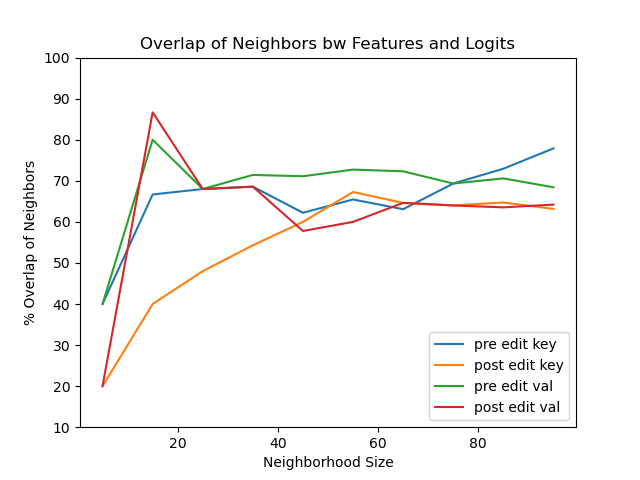 Overlap of Neighbors bw Features and Logits
100
90
80
70
60
50
40
30
20
10
% Overlap of Neighbors
pre edit key
post edit key
pre edit val
post edit val
20
40
60
80
Neighborhood Size